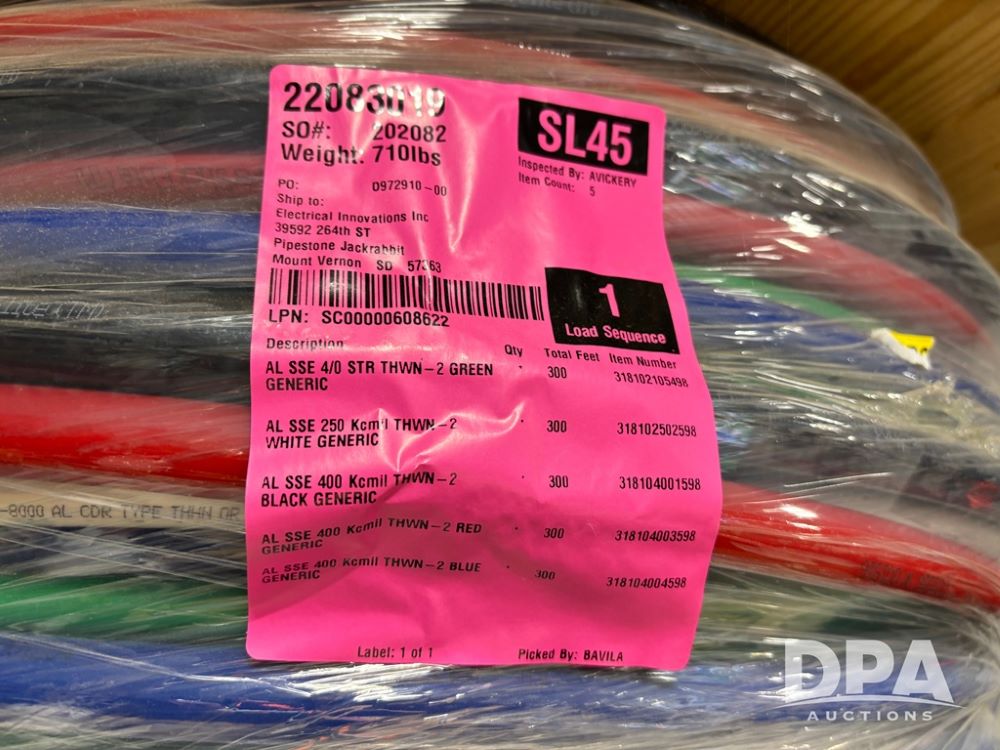 22083019
SL45
SO#: 202082
Weight: 710lbs
Inspected By: AVICKERY
Item Count: 5
PO: 0972910-00
Ship to:
Electrical Innovations Inc
39592 264th ST
Pipestone Jackrabbit
Mount Vernon SD 57363
1
Load Sequence
LPN: SC00000608622
Description Qty Total Feet Item Number
AL SSE 4/0 STR THWN-2 GREEN 300 318102105498
GENERIC
AL SSE 250 Kcmil THWN-2 300 318102502598
WHITE GENERIC
AL SSE 400 Kcmil THWN-2 300 318104001598
BLACK GENERIC
-8000 AL CDR TYPE THHN OR
AL SSE 400 Kcmil THWN-2 RED 300 318104003598
GENERIC
AL SSE 400 Kcmil THWN-2 BLUE 300 318104004598
GENERIC
Label: 1 of 1 Picked By: BAVILA
DPA
AUCTIONS